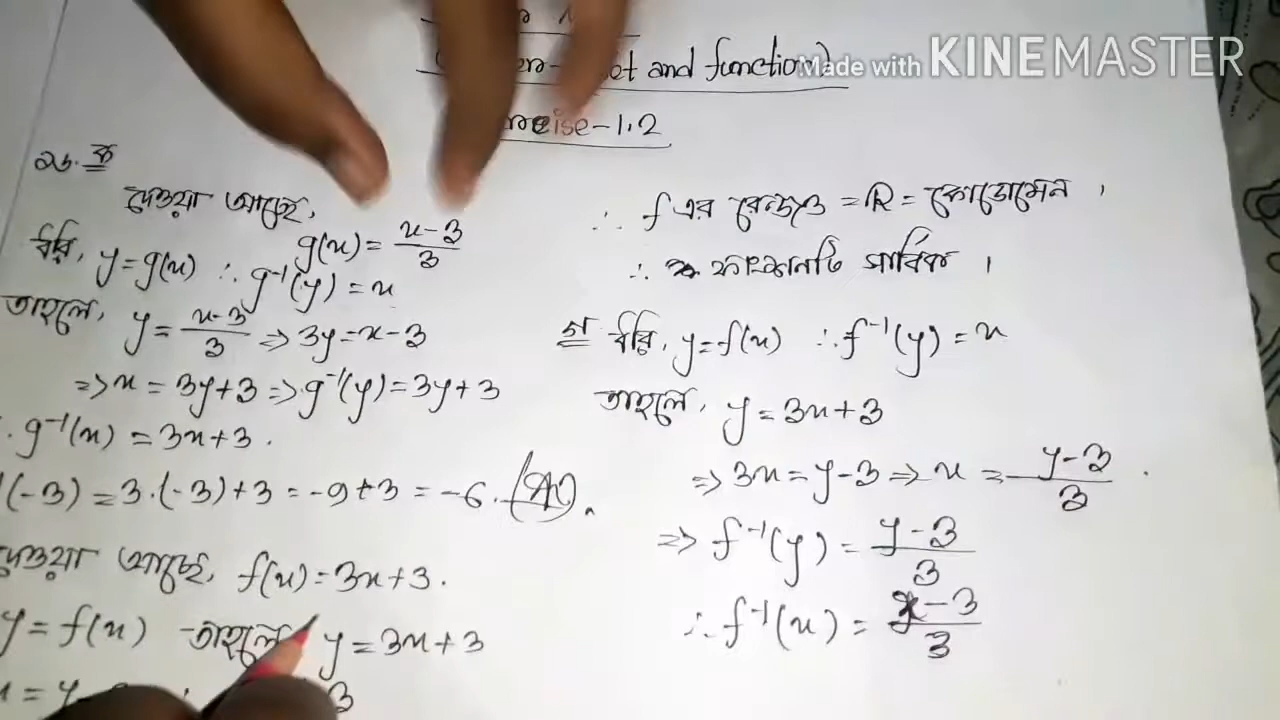 Made with KINEMASTER
and function)
Exercise-1.2
২৬. ক
দেওয়া আছে,
g(x) = x-3/3
ধরি, y = g(x) ∴ g⁻¹(y) = x
তাহলে, y = x-3/3 ⇒ 3y = x-3
⇒ x = 3y+3 ⇒ g⁻¹(y) = 3y+3
g⁻¹(x) = 3x+3.
(-3) = 3.(-3)+3 = -9+3 = -6.
দেওয়া আছে, f(x) = 3x+3.
y = f(x) তাহলে, y = 3x+3
∴ f এর রেঞ্জও = R = কোডোমেন ।
∴ ফাংশনটি সার্বিক ।
গ ধরি, y = f(x) ∴ f⁻¹(y) = x
তাহলে, y = 3x+3
⇒ 3x = y-3 ⇒ x = y-3/3 .
⇒ f⁻¹(y) = y-3/3
∴ f⁻¹(x) = x-3/3